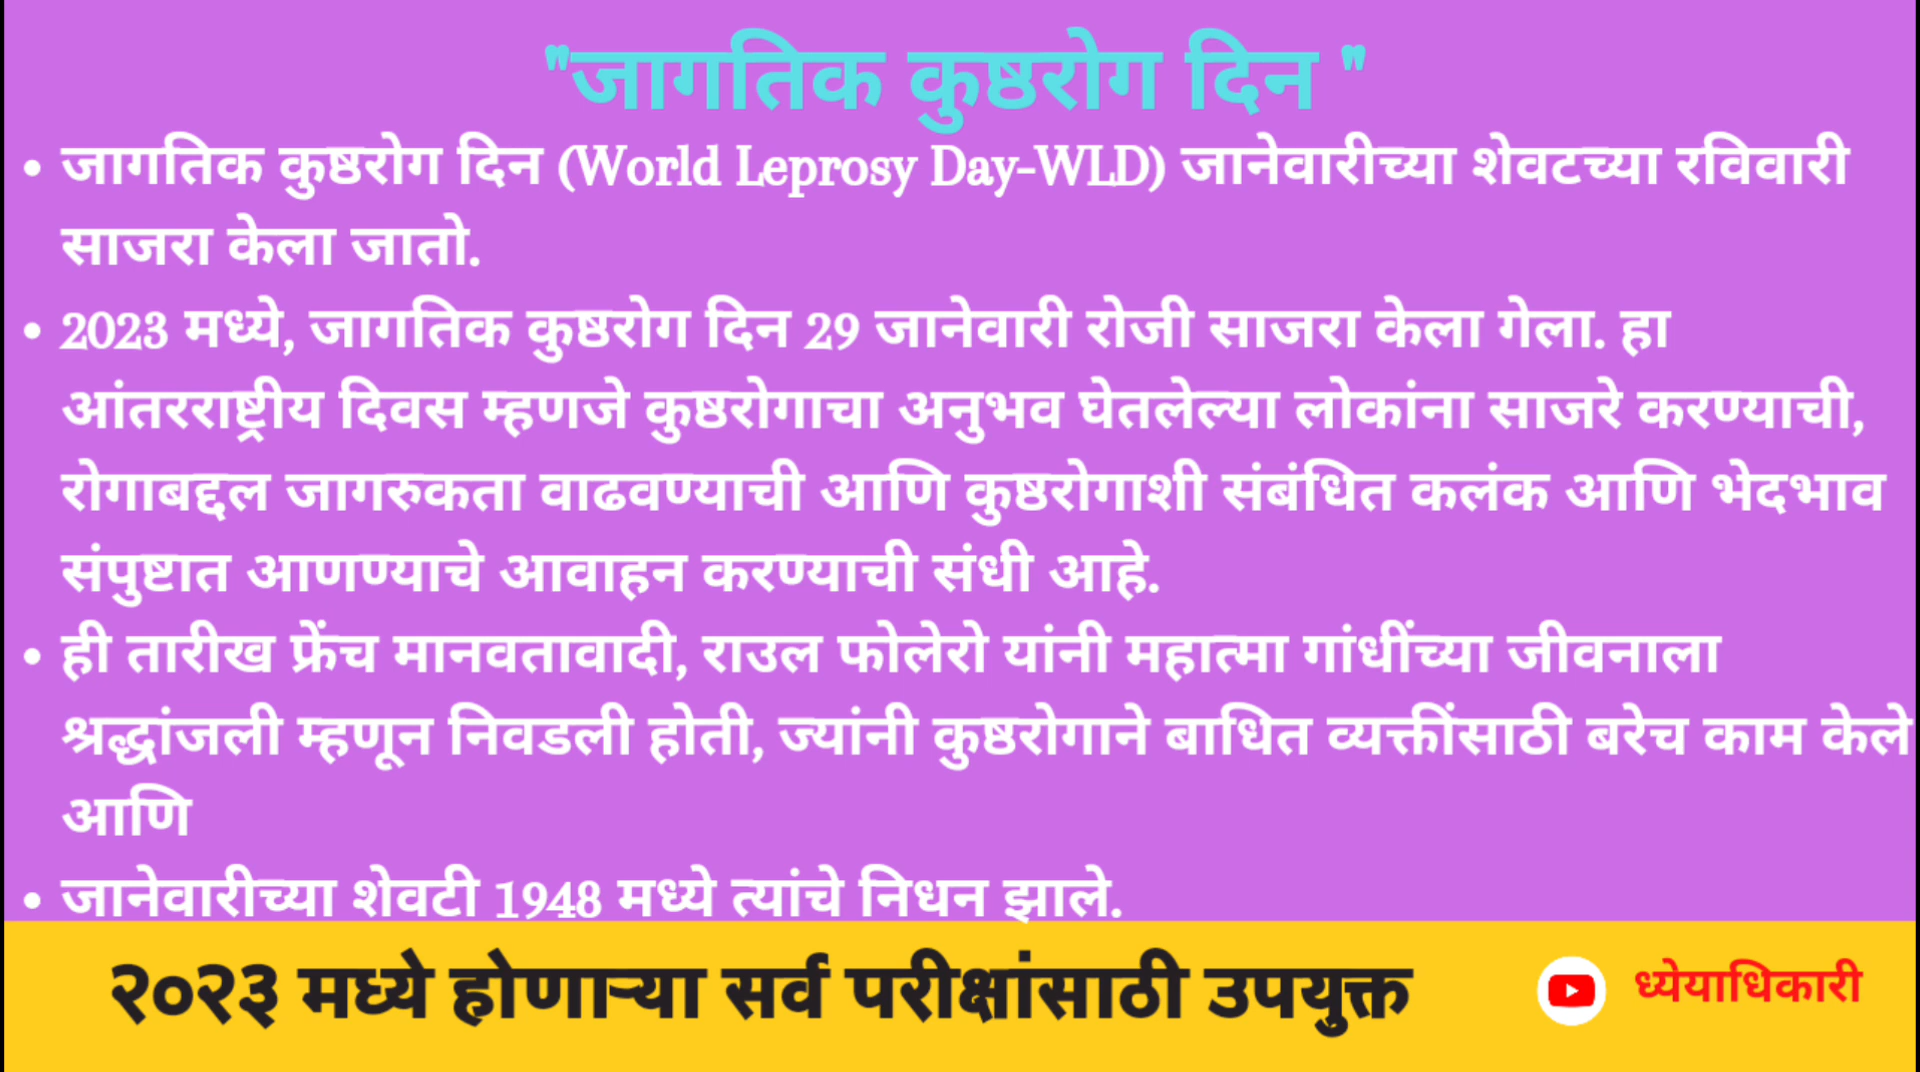 "जागतिक कुष्ठरोग दिन "
• जागतिक कुष्ठरोग दिन (World Leprosy Day-WLD) जानेवारीच्या शेवटच्या रविवारी
साजरा केला जातो.
• 2023 मध्ये, जागतिक कुष्ठरोग दिन 29 जानेवारी रोजी साजरा केला गेला. हा
आंतरराष्ट्रीय दिवस म्हणजे कुष्ठरोगाचा अनुभव घेतलेल्या लोकांना साजरे करण्याची,
रोगाबद्दल जागरुकता वाढवण्याची आणि कुष्ठरोगाशी संबंधित कलंक आणि भेदभाव
संपुष्टात आणण्याचे आवाहन करण्याची संधी आहे.
• ही तारीख फ्रेंच मानवतावादी, राउल फोलेरो यांनी महात्मा गांधींच्या जीवनाला
श्रद्धांजली म्हणून निवडली होती, ज्यांनी कुष्ठरोगाने बाधित व्यक्तींसाठी बरेच काम केले
आणि
• जानेवारीच्या शेवटी 1948 मध्ये त्यांचे निधन झाले.
२०२३ मध्ये होणाऱ्या सर्व परीक्षांसाठी उपयुक्त
ध्येयाधिकारी